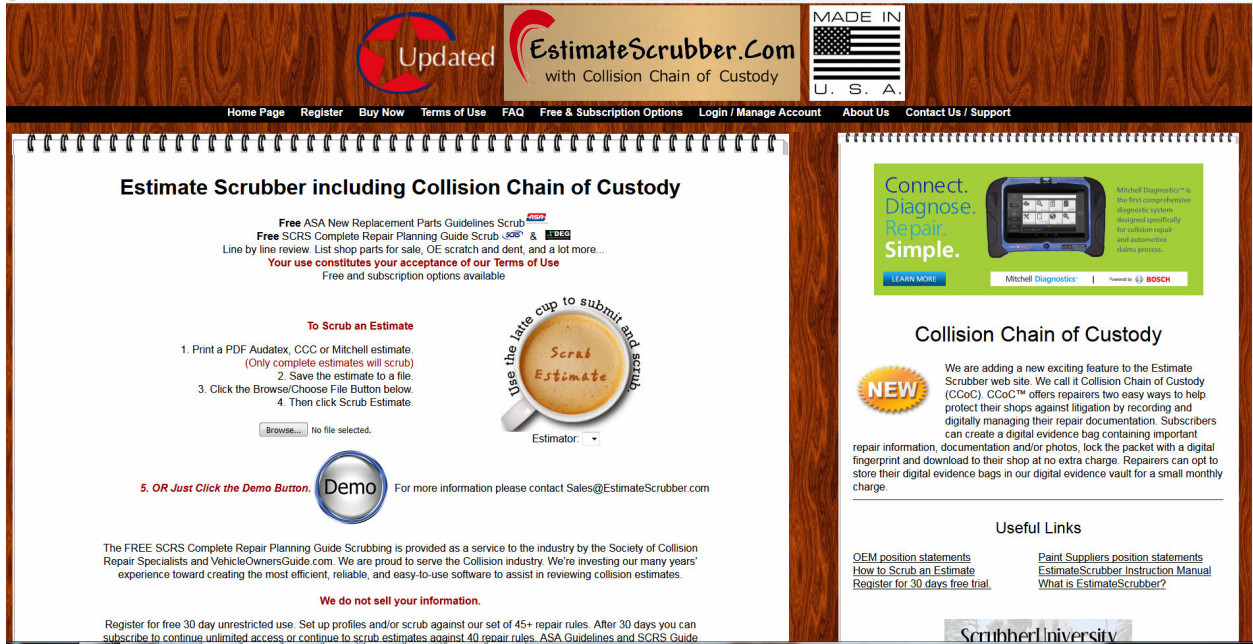 Updated
EstimateScrubber.Com
with Collision Chain of Custody
MADE IN
U. S. A.
Home Page Register Buy Now Terms of Use FAQ Free & Subscription Options Login / Manage Account About Us Contact Us / Support
Estimate Scrubber including Collision Chain of Custody
Free ASA New Replacement Parts Guidelines Scrub ASA
Free SCRS Complete Repair Planning Guide Scrub & DEG
Line by line review. List shop parts for sale, OE scratch and dent, and a lot more...
Your use constitutes your acceptance of our Terms of Use
Free and subscription options available
To Scrub an Estimate
1. Print a PDF Audatex, CCC or Mitchell estimate.
(Only complete estimates will scrub)
2. Save the estimate to a file.
3. Click the Browse/Choose File Button below.
4. Then click Scrub Estimate.
Browse... No file selected.
Use the latte cup to submit and scrub.
Scrub
Estimate
Estimator:
5. OR Just Click the Demo Button.
Demo
For more information please contact Sales@EstimateScrubber.com
The FREE SCRS Complete Repair Planning Guide Scrubbing is provided as a service to the industry by the Society of Collision
Repair Specialists and VehicleOwnersGuide.com. We are proud to serve the Collision industry. We're investing our many years'
experience toward creating the most efficient, reliable, and easy-to-use software to assist in reviewing collision estimates.
We do not sell your information.
Register for free 30 day unrestricted use. Set up profiles and/or scrub against our set of 45+ repair rules. After 30 days you can
subscribe to continue unlimited access or continue to scrub estimates against 40 repair rules. ASA Guidelines and SCRS Guide
Connect.
Diagnose.
Repair.
Simple.
LEARN MORE
Mitchell Diagnostics™ is
the first comprehensive
diagnostic system
designed specifically
for collision repair
and automotive
claims process.
Mitchell Diagnostics™ | Powered by BOSCH
Collision Chain of Custody
NEW
We are adding a new exciting feature to the Estimate
Scrubber web site. We call it Collision Chain of Custody
(CCoC). CCoC™ offers repairers two easy ways to help
protect their shops against litigation by recording and
digitally managing their repair documentation. Subscribers
can create a digital evidence bag containing important
repair information, documentation and/or photos, lock the packet with a digital
fingerprint and download to their shop at no extra charge. Repairers can opt to
store their digital evidence bags in our digital evidence vault for a small monthly
charge.
Useful Links
OEM position statements Paint Suppliers position statements
How to Scrub an Estimate EstimateScrubber Instruction Manual
Register for 30 days free trial. What is EstimateScrubber?
ScrubberUniversity